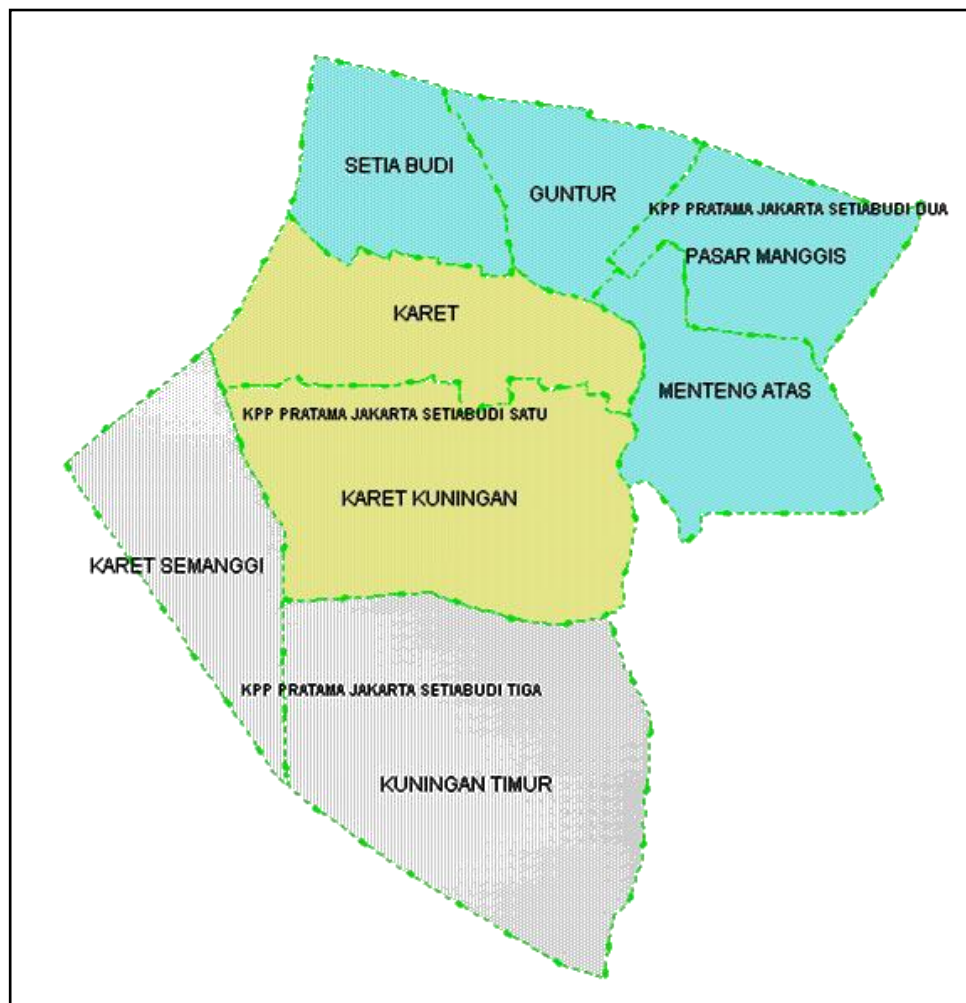 SETIA BUDI
GUNTUR
KPP PRATAMA JAKARTA SETIABUDI DUA
PASAR MANGGIS
KARET
MENTENG ATAS
KPP PRATAMA JAKARTA SETIABUDI SATU
KARET KUNINGAN
KARET SEMANGGI
KPP PRATAMA JAKARTA SETIABUDI TIGA
KUNINGAN TIMUR